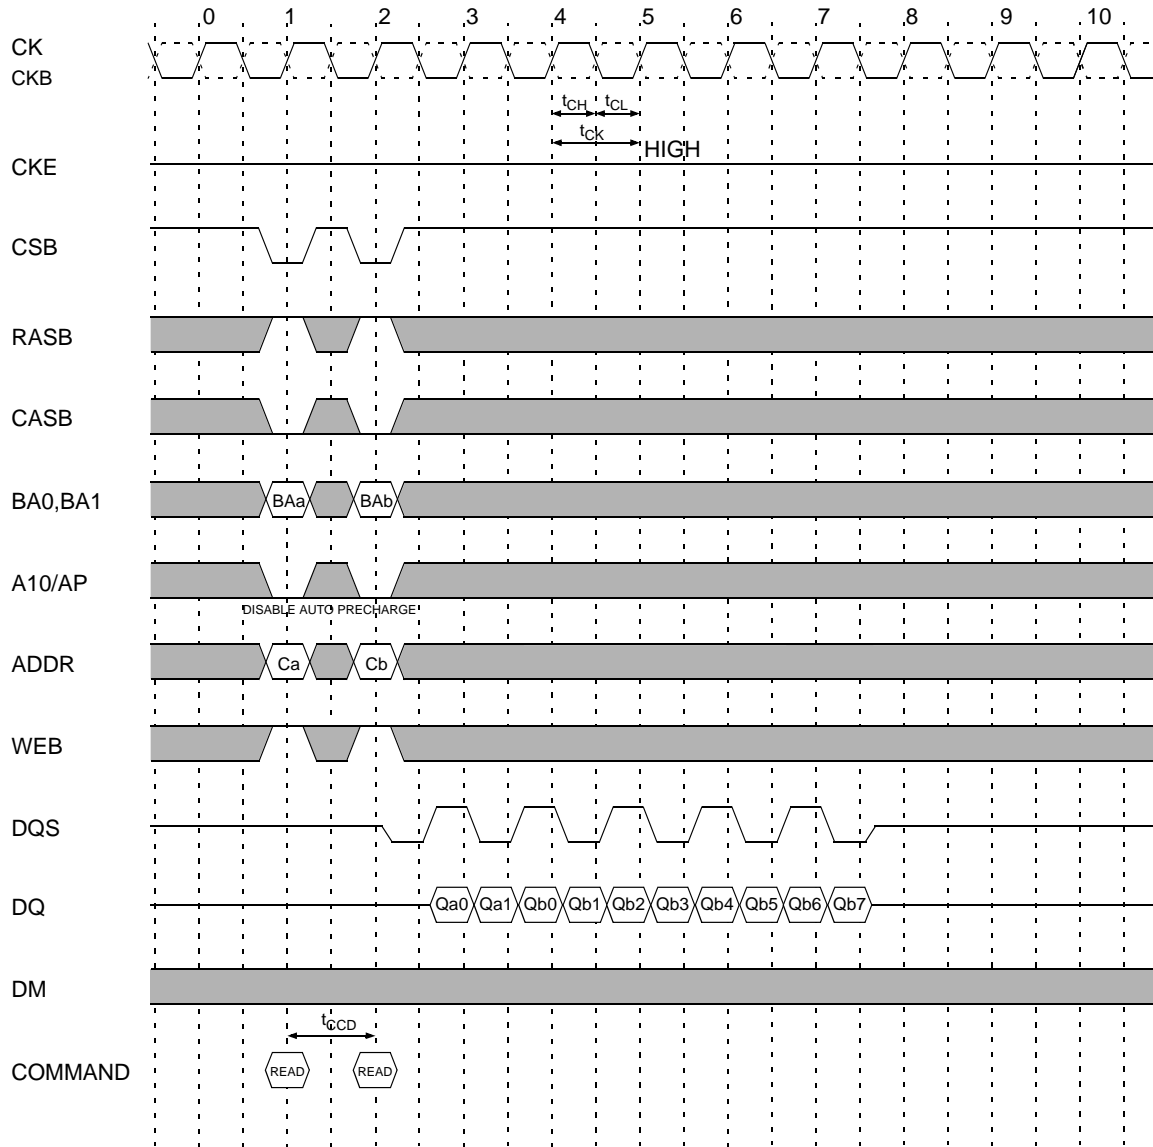 0 1 2 3 4 5 6 7 8 9 10
CK
CKB
tCH tCL
tCK
HIGH
CKE
CSB
RASB
CASB
BA0,BA1 BAa BAb
A10/AP
DISABLE AUTO PRECHARGE
ADDR Ca Cb
WEB
DQS
DQ Qa0 Qa1 Qb0 Qb1 Qb2 Qb3 Qb4 Qb5 Qb6 Qb7
DM
tCCD
COMMAND READ READ